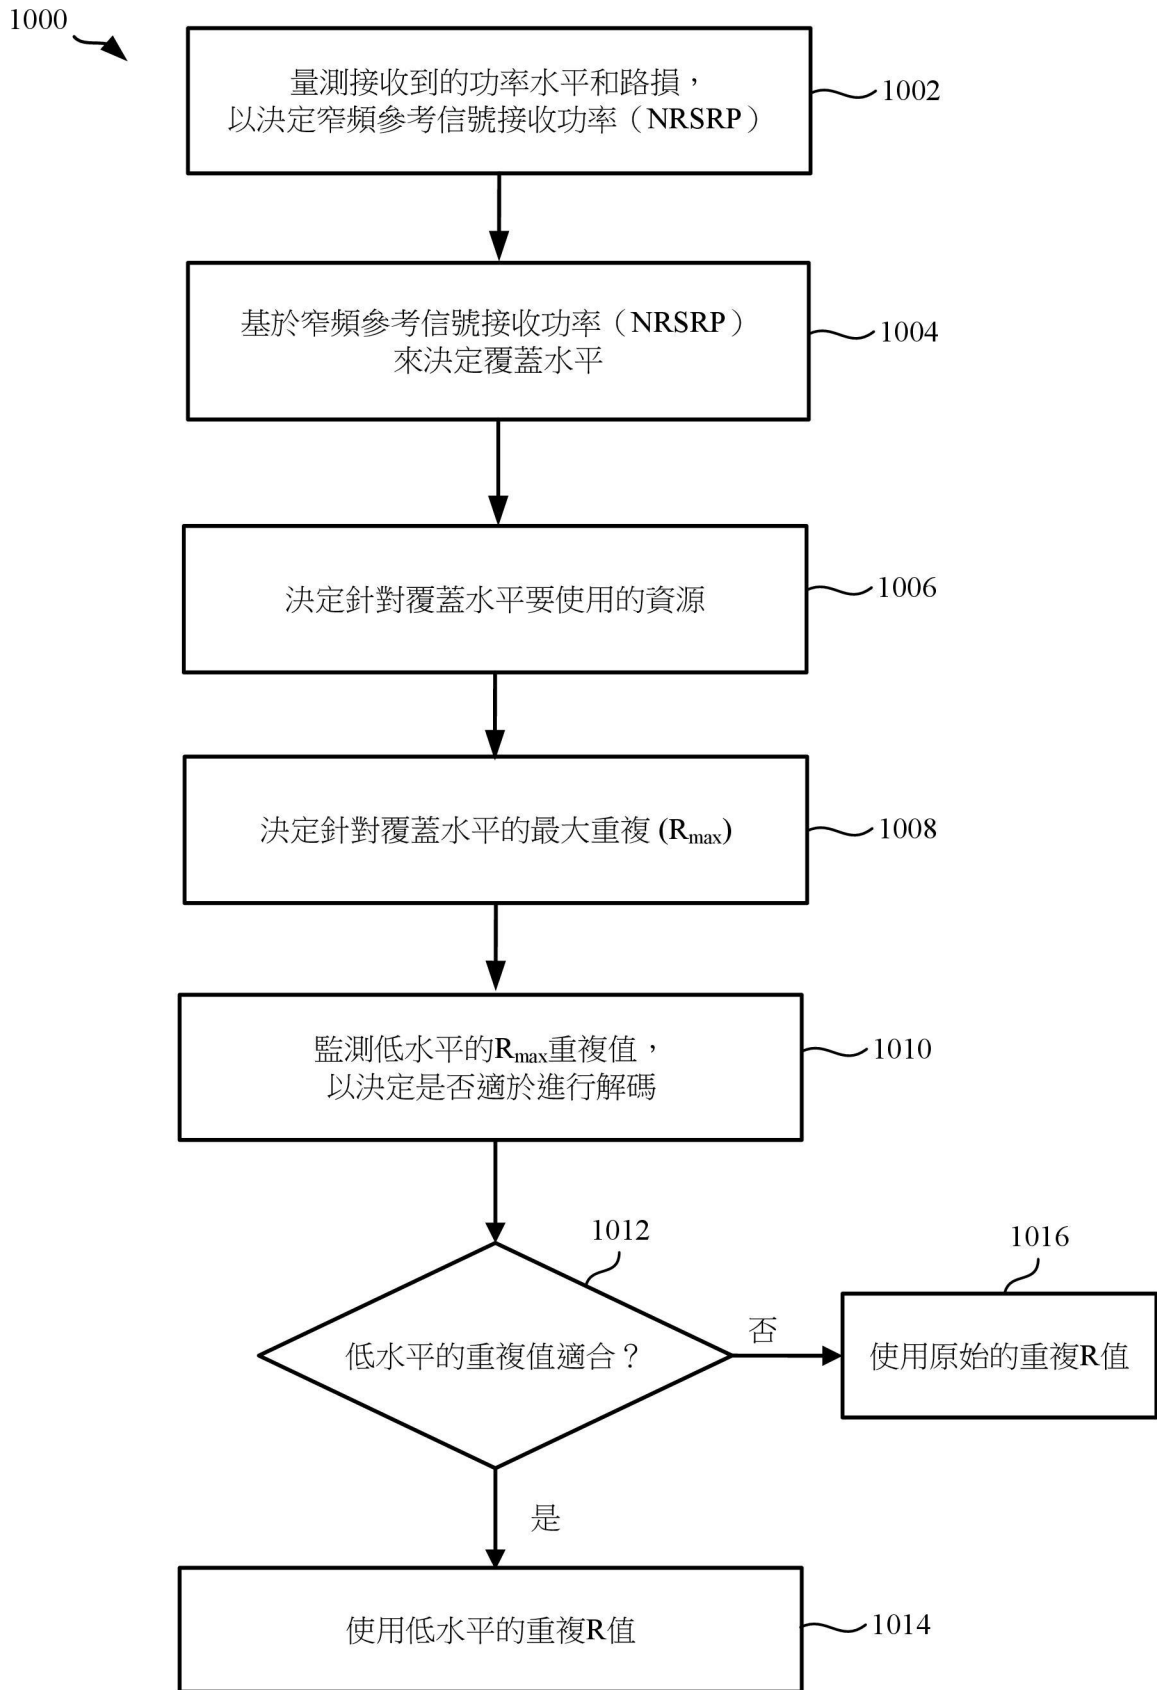 1000
量測接收到的功率水平和路損，
以決定窄頻參考信號接收功率（NRSRP）
1002
基於窄頻參考信號接收功率（NRSRP）
來決定覆蓋水平
1004
決定針對覆蓋水平要使用的資源
1006
決定針對覆蓋水平的最大重複 (Rmax)
1008
監測低水平的Rmax重複值，
以決定是否適於進行解碼
1010
1012
低水平的重複值適合？
否
1016
使用原始的重複R值
是
使用低水平的重複R值
1014